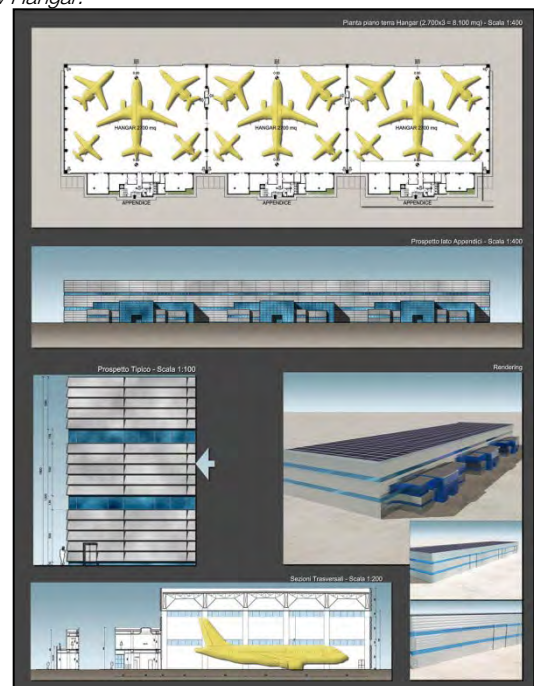 / Hangar.
Pianta piano terra Hangar (2.700x3 = 8.100 mq) - Scala 1:400
HANGAR 2.700 mq
HANGAR 2.700 mq
HANGAR 2.700 mq
APPENDICE
APPENDICE
APPENDICE
Prospetto lato Appendici - Scala 1:400
Prospetto Tipico - Scala 1:100
Rendering
Sezioni Trasversali - Scala 1:200